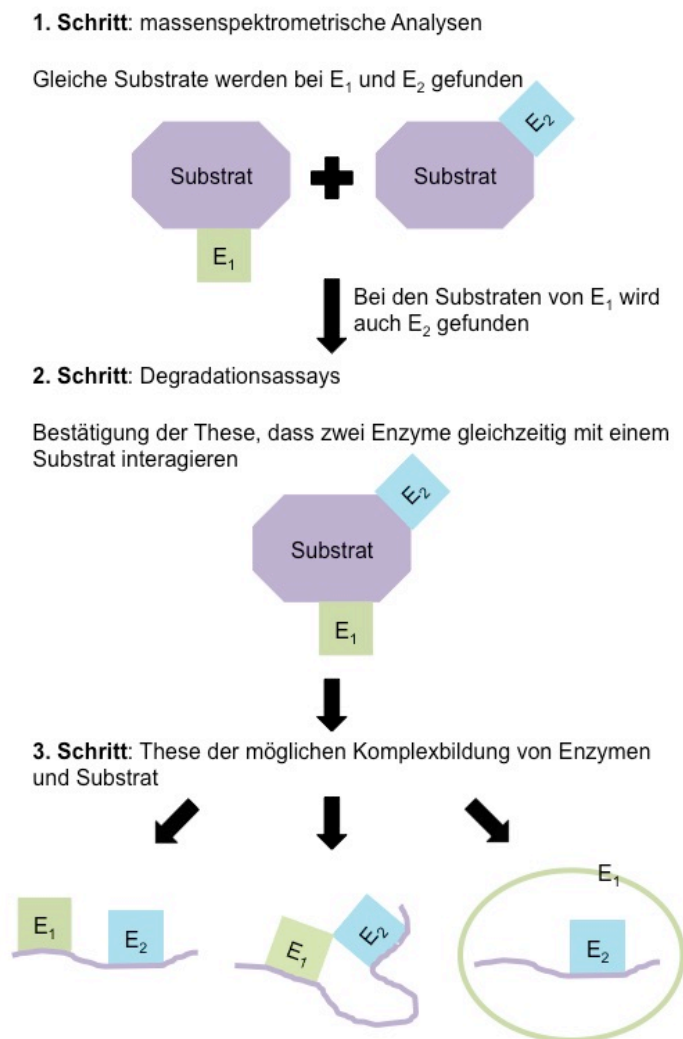 1. Schritt: massenspektrometrische Analysen
Gleiche Substrate werden bei E₁ und E₂ gefunden
Substrat
E₁
Substrat
E₂
Bei den Substraten von E₁ wird
auch E₂ gefunden
2. Schritt: Degradationsassays
Bestätigung der These, dass zwei Enzyme gleichzeitig mit einem
Substrat interagieren
E₂
Substrat
E₁
3. Schritt: These der möglichen Komplexbildung von Enzymen
und Substrat
E₁
E₂
E₁
E₂
E₁
E₂